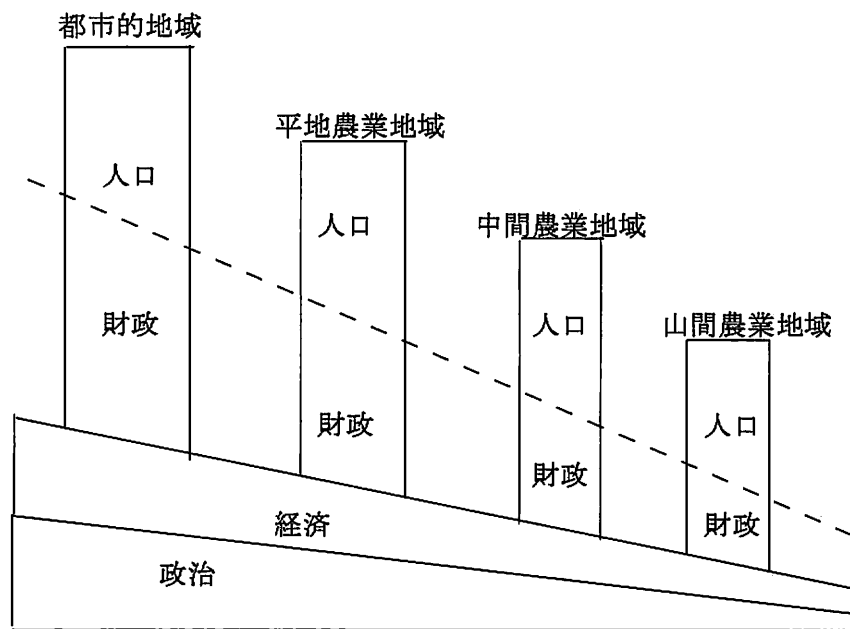 都市的地域
人口
財政
平地農業地域
人口
財政
中間農業地域
人口
財政
山間農業地域
人口
財政
経済
政治